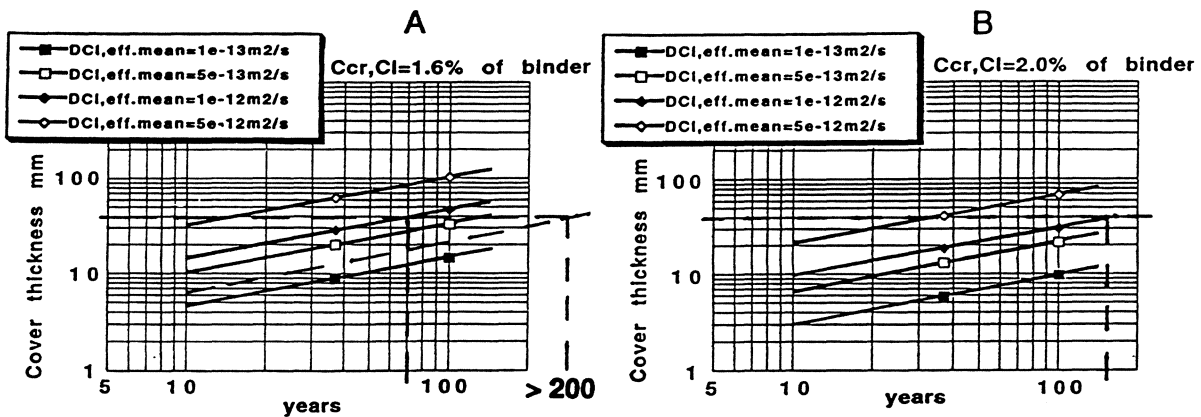 A
DCl,eff.mean=1e-13m2/s
DCl,eff.mean=5e-13m2/s
DCl,eff.mean=1e-12m2/s
DCl,eff.mean=5e-12m2/s
Ccr,Cl=1.6% of binder
Cover thickness mm
100
10
1
5
10
100
>200
years
B
DCl,eff.mean=1e-13m2/s
DCl,eff.mean=5e-13m2/s
DCl,eff.mean=1e-12m2/s
DCl,eff.mean=5e-12m2/s
Ccr,Cl=2.0% of binder
Cover thickness mm
100
10
1
5
10
100
years